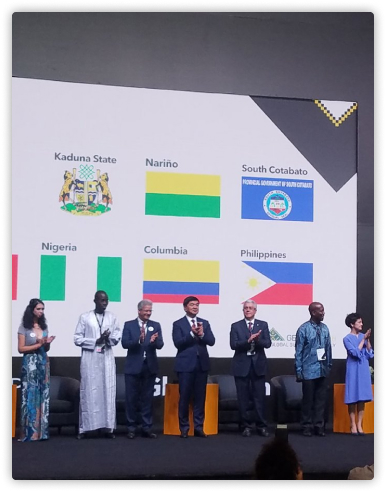 Kaduna State
Nariño
South Cotabato
PROVINCIAL GOVERNMENT OF SOUTH COTABATO
Nigeria
Columbia
Philippines